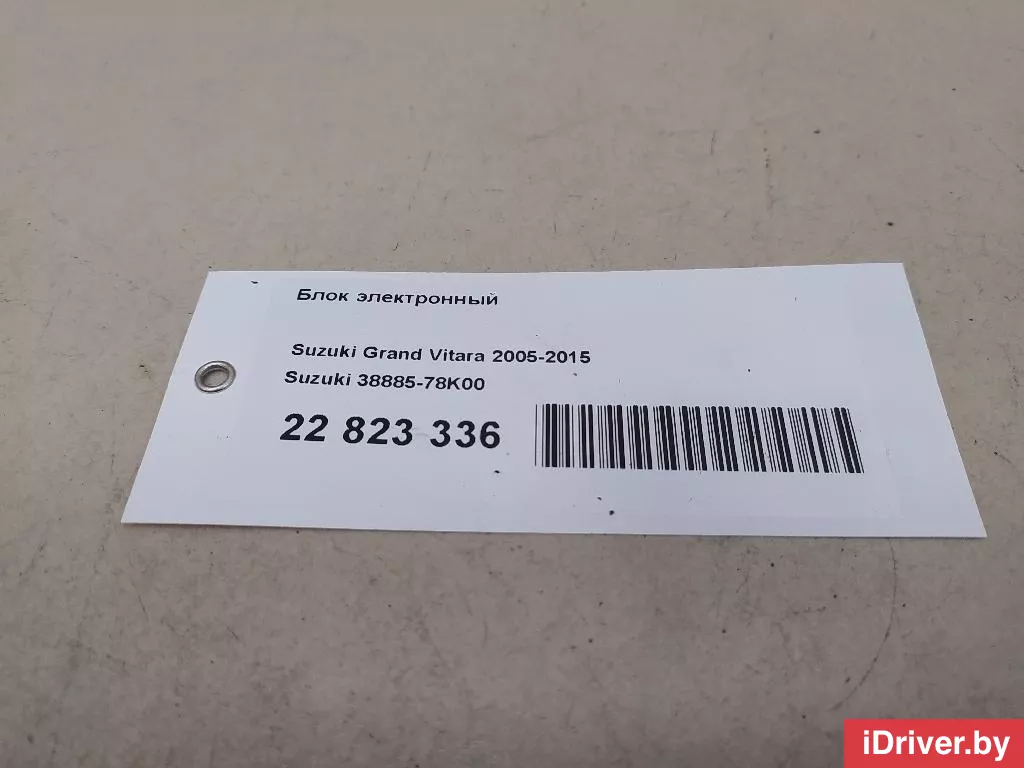 Блок электронный
Suzuki Grand Vitara 2005-2015
Suzuki 38885-78K00
22 823 336
iDriver.by